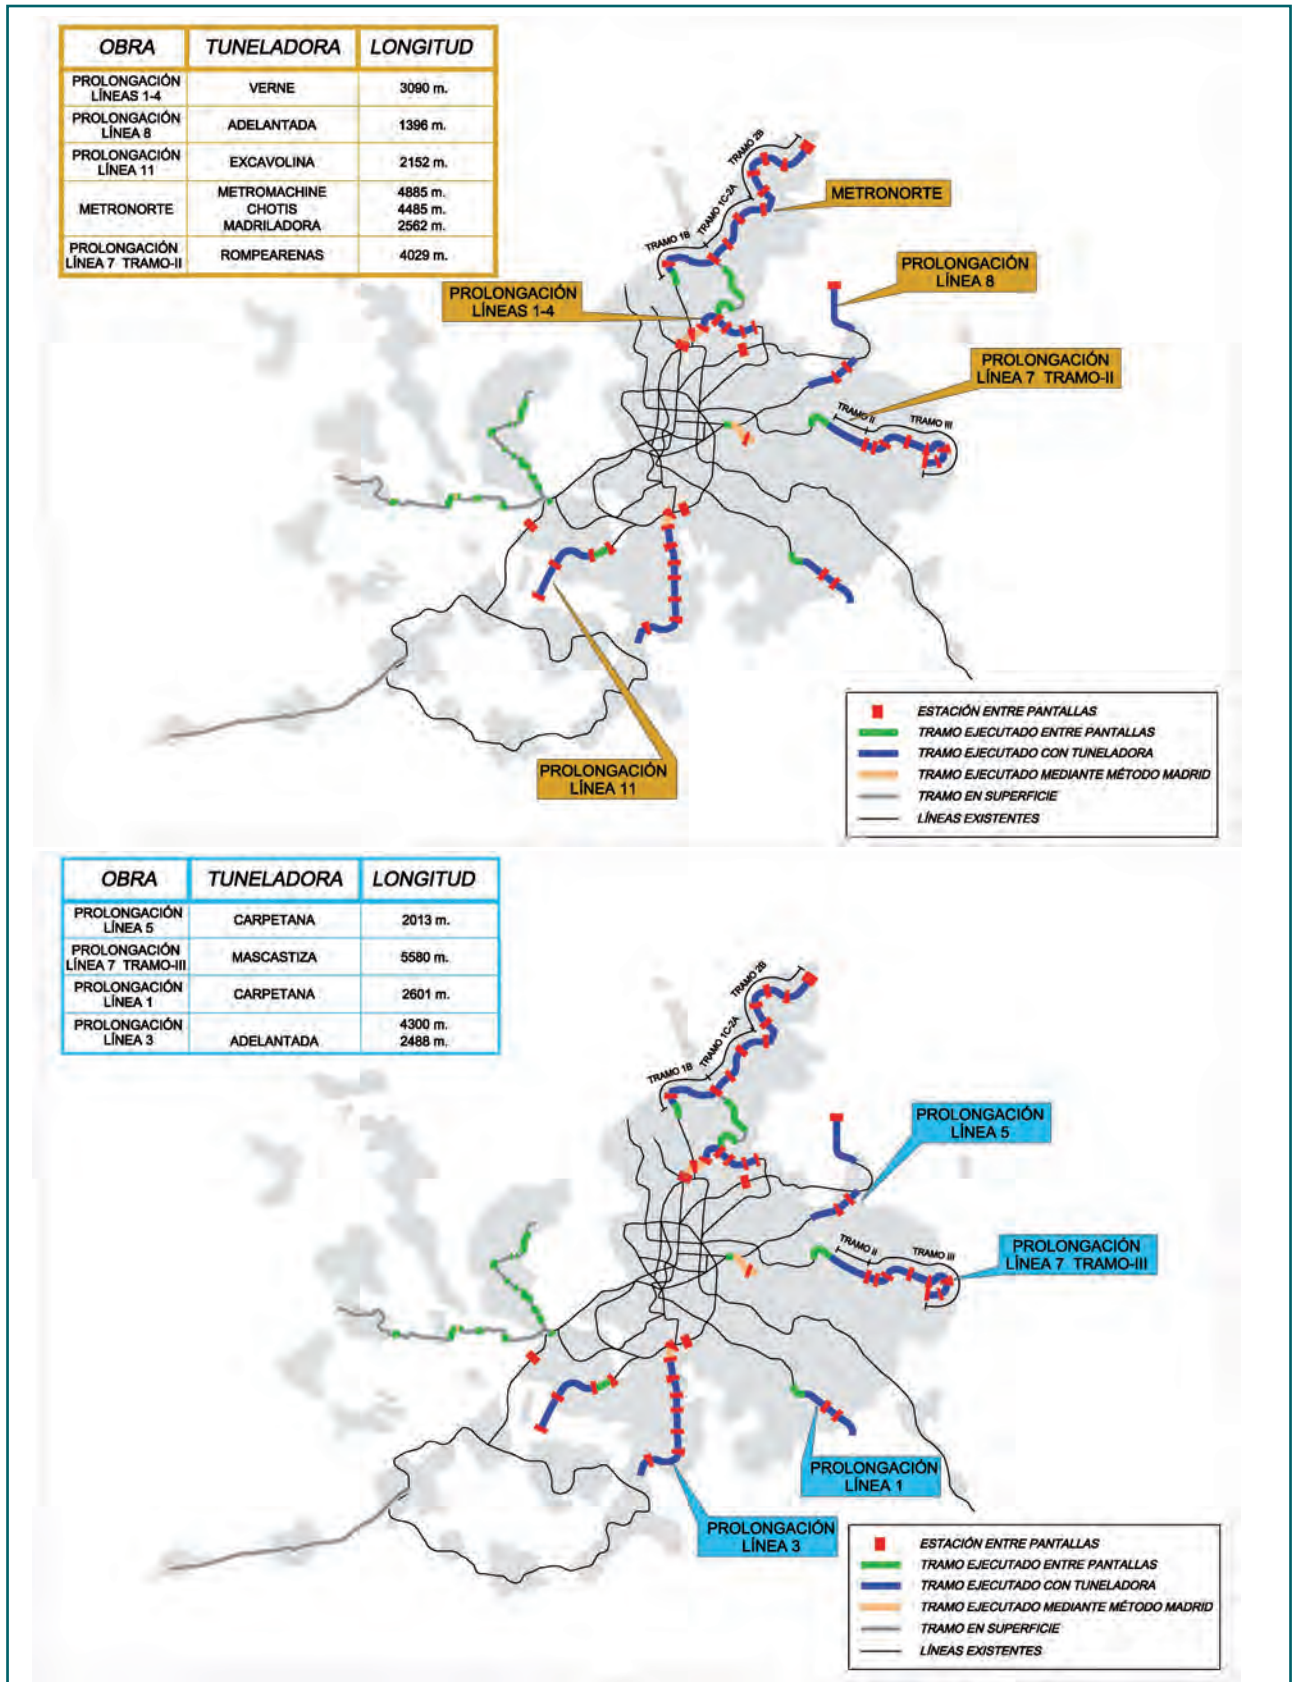 OBRA TUNELADORA LONGITUD
PROLONGACIÓN
LÍNEAS 1-4
VERNE 3090 m.
PROLONGACIÓN
LÍNEA 8
ADELANTADA 1396 m.
PROLONGACIÓN
LÍNEA 11
EXCAVOLINA 2152 m.
METRONORTE
METROMACHINE 4885 m.
CHOTIS 4485 m.
MADRILADORA 2562 m.
PROLONGACIÓN
LÍNEA 7 TRAMO-II
ROMPEARENAS 4029 m.
TRAMO 2B
TRAMO 1C-2A
TRAMO 1B
METRONORTE
PROLONGACIÓN
LÍNEA 8
PROLONGACIÓN
LÍNEAS 1-4
PROLONGACIÓN
LÍNEA 7 TRAMO-II
TRAMO II
TRAMO III
PROLONGACIÓN
LÍNEA 11
ESTACIÓN ENTRE PANTALLAS
TRAMO EJECUTADO ENTRE PANTALLAS
TRAMO EJECUTADO CON TUNELADORA
TRAMO EJECUTADO MEDIANTE MÉTODO MADRID
TRAMO EN SUPERFICIE
LÍNEAS EXISTENTES
OBRA TUNELADORA LONGITUD
PROLONGACIÓN
LÍNEA 5
CARPETANA 2013 m.
PROLONGACIÓN
LÍNEA 7 TRAMO-III
MASCASTIZA 5580 m.
PROLONGACIÓN
LÍNEA 1
CARPETANA 2601 m.
PROLONGACIÓN
LÍNEA 3
4300 m.
ADELANTADA 2488 m.
TRAMO 2B
TRAMO 1C-2A
TRAMO 1B
PROLONGACIÓN
LÍNEA 5
TRAMO II
TRAMO III
PROLONGACIÓN
LÍNEA 7 TRAMO-III
PROLONGACIÓN
LÍNEA 1
PROLONGACIÓN
LÍNEA 3
ESTACIÓN ENTRE PANTALLAS
TRAMO EJECUTADO ENTRE PANTALLAS
TRAMO EJECUTADO CON TUNELADORA
TRAMO EJECUTADO MEDIANTE MÉTODO MADRID
TRAMO EN SUPERFICIE
LÍNEAS EXISTENTES